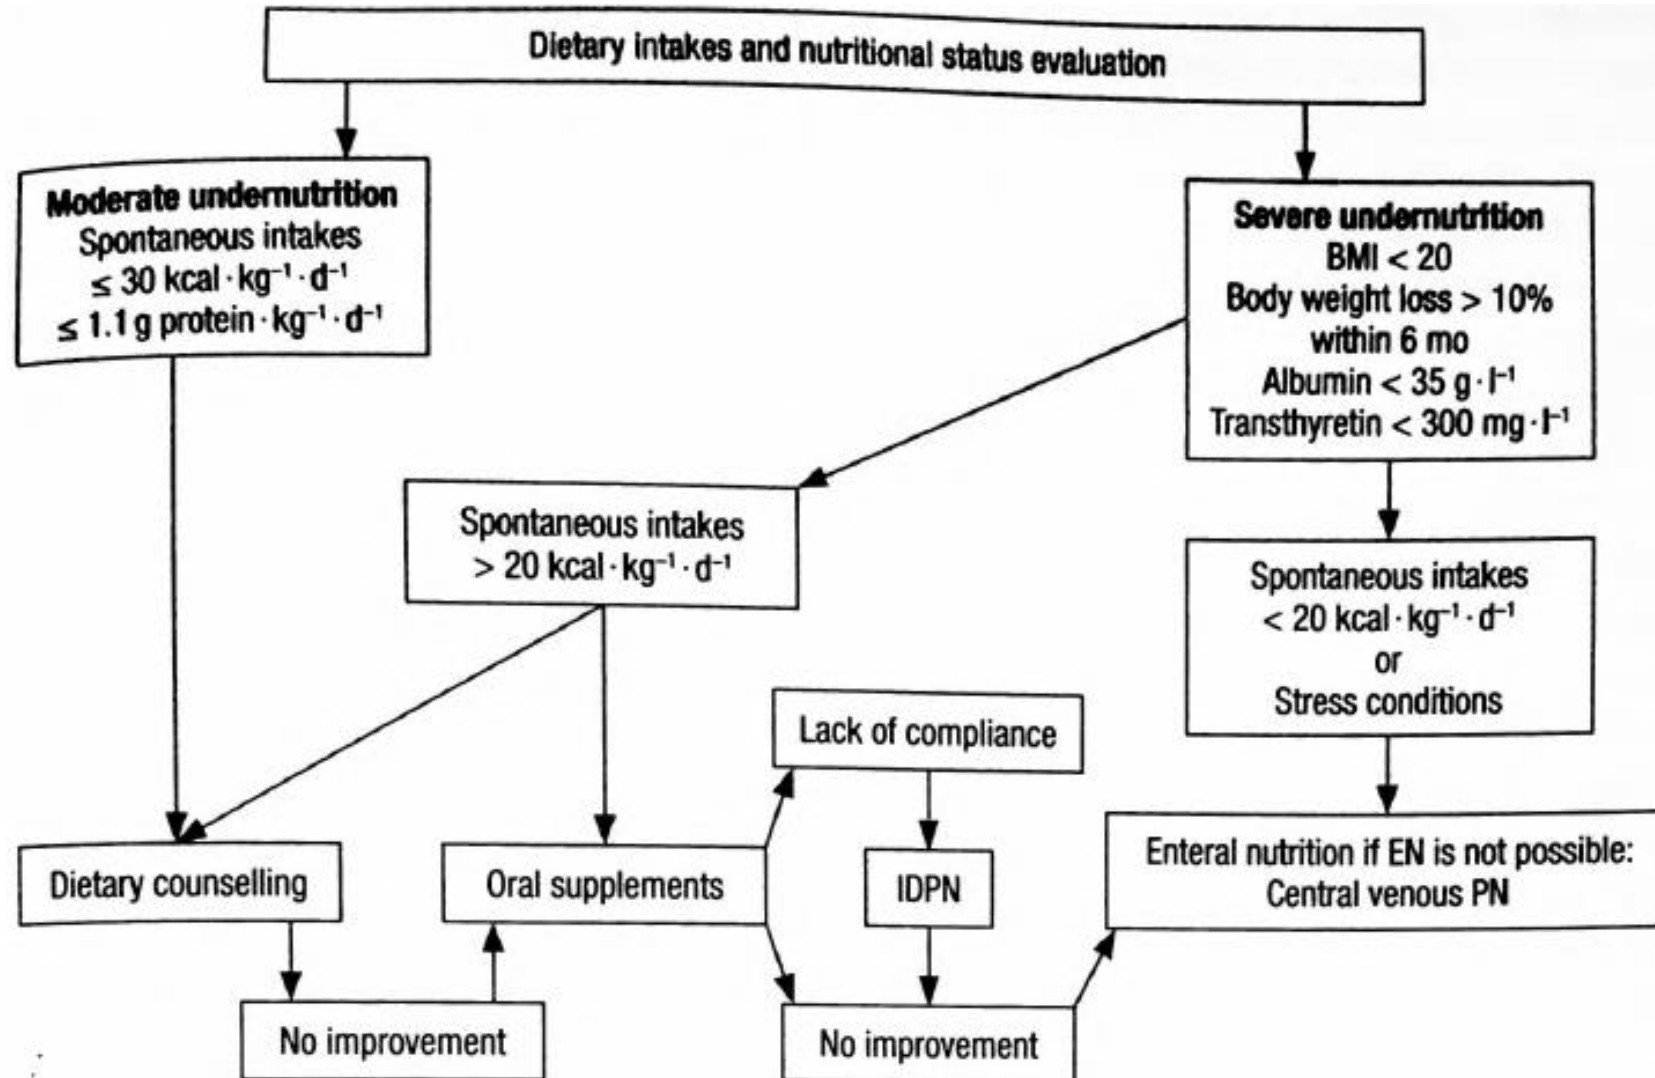 Dietary intakes and nutritional status evaluation
Moderate undernutrition
Spontaneous intakes
≤ 30 kcal · kg⁻¹ · d⁻¹
≤ 1.1 g protein · kg⁻¹ · d⁻¹
Severe undernutrition
BMI < 20
Body weight loss > 10%
within 6 mo
Albumin < 35 g · l⁻¹
Transthyretin < 300 mg · l⁻¹
Spontaneous intakes
> 20 kcal · kg⁻¹ · d⁻¹
Spontaneous intakes
< 20 kcal · kg⁻¹ · d⁻¹
or
Stress conditions
Lack of compliance
Dietary counselling
Oral supplements
IDPN
Enteral nutrition if EN is not possible:
Central venous PN
No improvement
No improvement